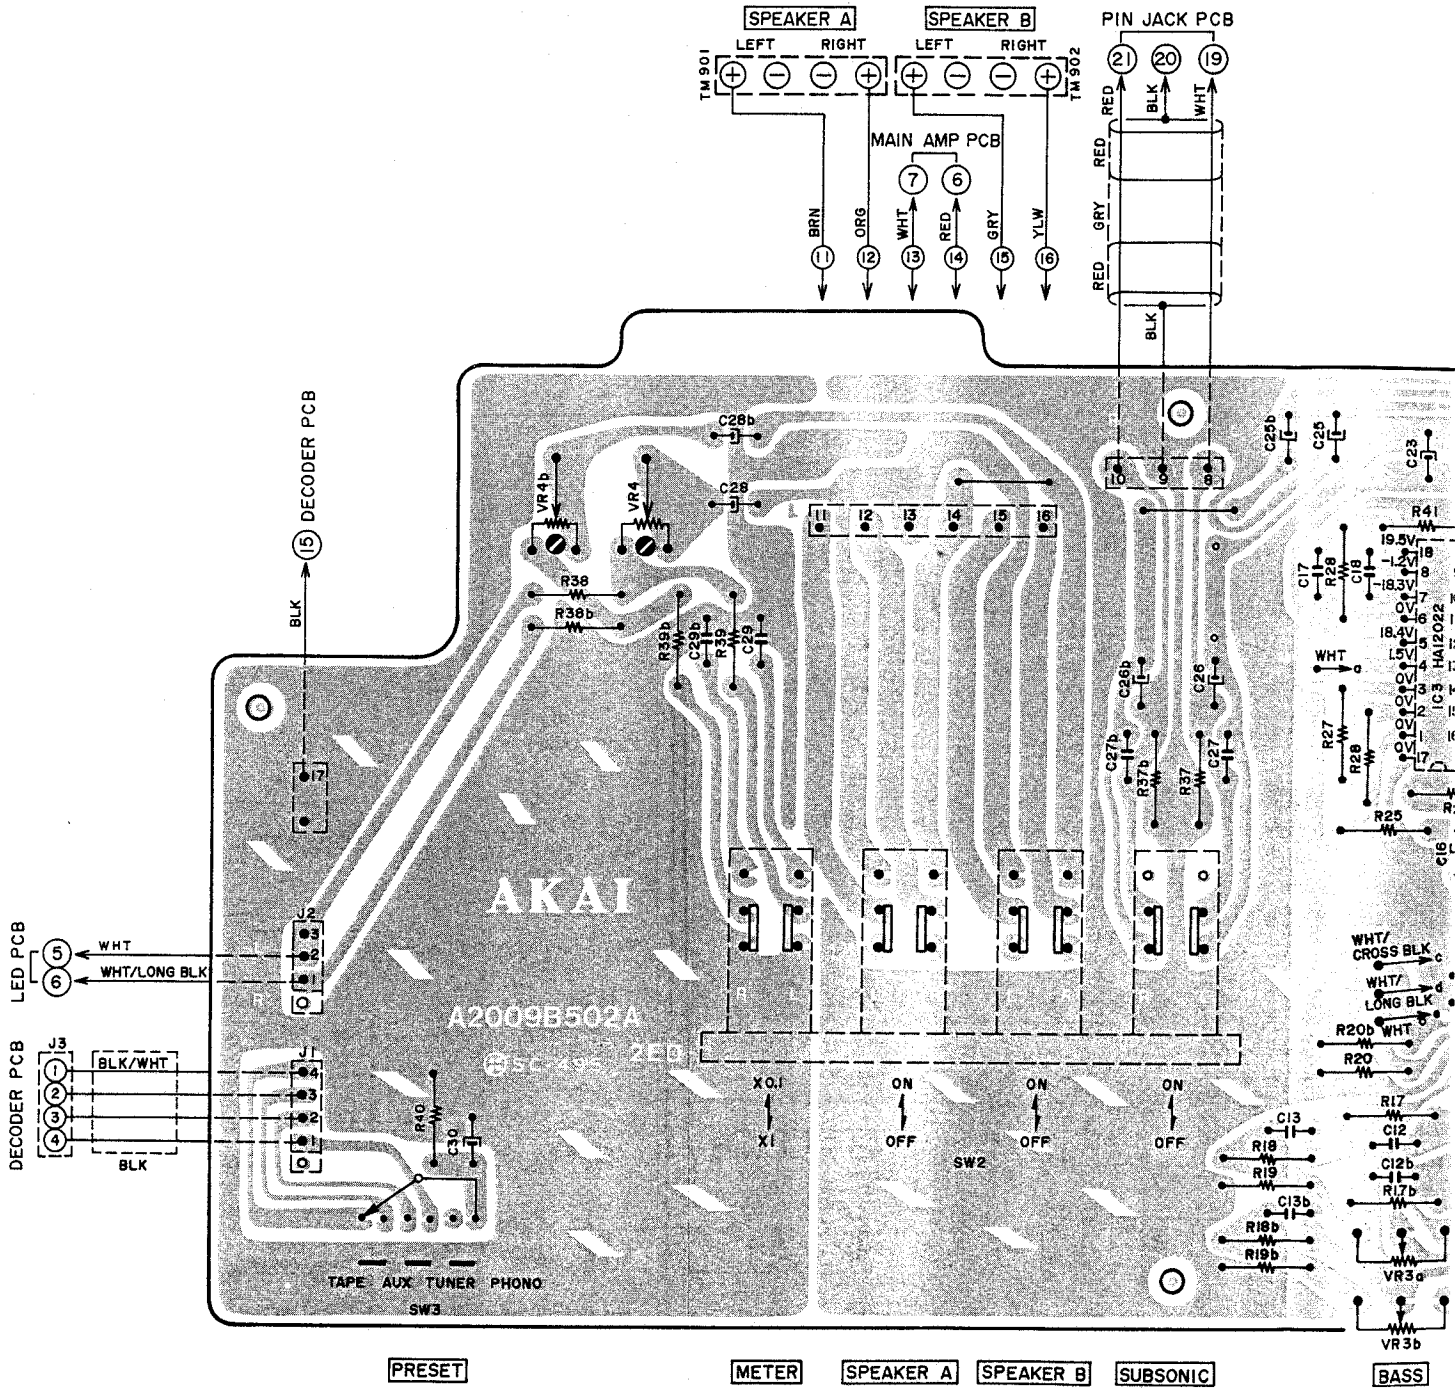 SPEAKER A SPEAKER B PIN JACK PCB
LEFT RIGHT LEFT RIGHT
TM901 TM902
21 20 19
RED BLK WHT
MAIN AMP PCB
7 6
RED
GRY
RED
BRN ORG WHT RED GRY YLW
11 12 13 14 15 16
BLK
15 DECODER PCB
BLK
C28b
C28
VR4b VR4
11 12 13 14 15 16
10 9 8
C25b C25 C23
R41
R38
R38b
R39b C29b R39 C29
C17 R28 C18
19.5V 18
-1.2V 8
-18.3V 7
0V 6
18.4V 5
1.5V 4
0V 3
0V 2
0V 1
0V 17
HA12022
IC3
WHT a
C26b C26
C27b R37b R37 C27
R27 R28
R25
C16
17
AKAI
J2
3
2
1
LED PCB
5 WHT
6 WHT/LONG BLK
R
R L
WHT/
CROSS BLK c
WHT/
LONG BLK d
WHT
A2009B502A
2ED
R20b
R20
DECODER PCB
J3
1
2
3
4
BLK/WHT
BLK
J1
4
3
2
1
R40
C30
X0.1 ON ON ON
X1 OFF OFF OFF
SW2
C13
R18
R19
C13b
R18b
R19b
R17
C12
C12b
R17b
VR3a
VR3b
TAPE AUX TUNER PHONO
SW3
PRESET METER SPEAKER A SPEAKER B SUBSONIC BASS